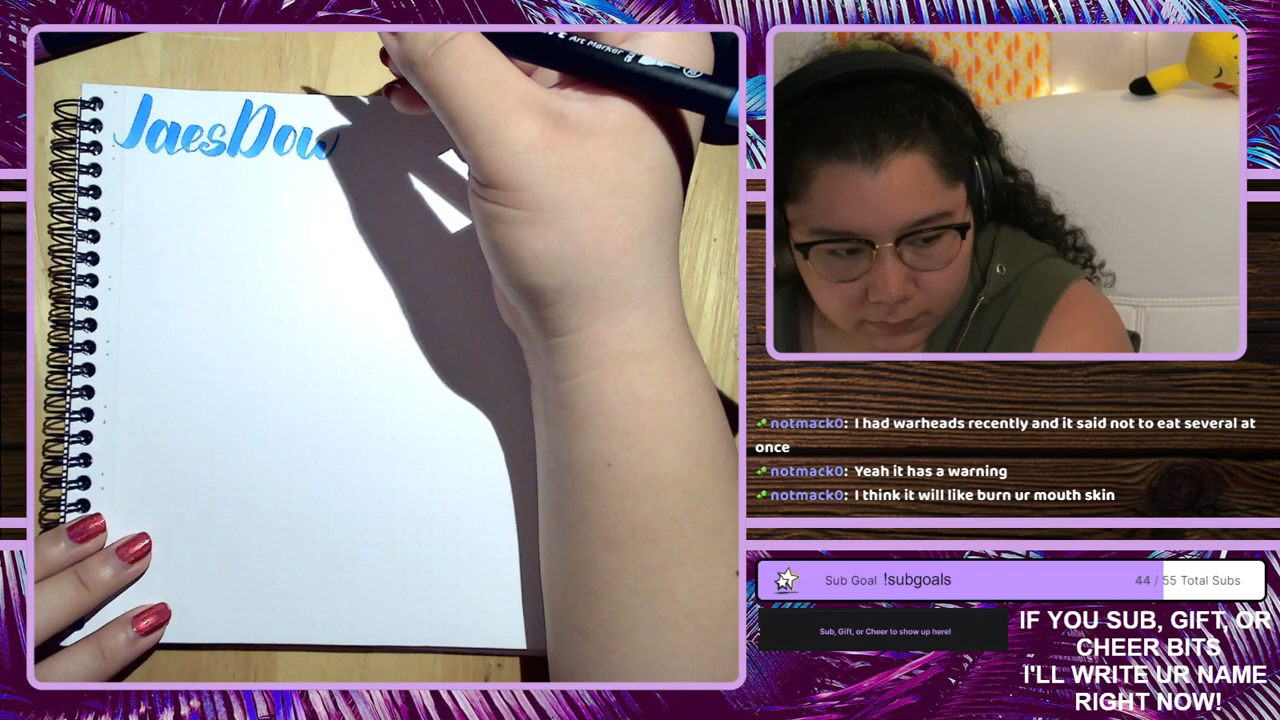 JaesDow
Art Marker
notmack0: I had warheads recently and it said not to eat several at
once
notmack0: Yeah it has a warning
notmack0: I think it will like burn ur mouth skin
Sub Goal !subgoals
44 / 55 Total Subs
Sub, Gift, or Cheer to show up here!
IF YOU SUB, GIFT, OR
CHEER BITS
I'LL WRITE UR NAME
RIGHT NOW!